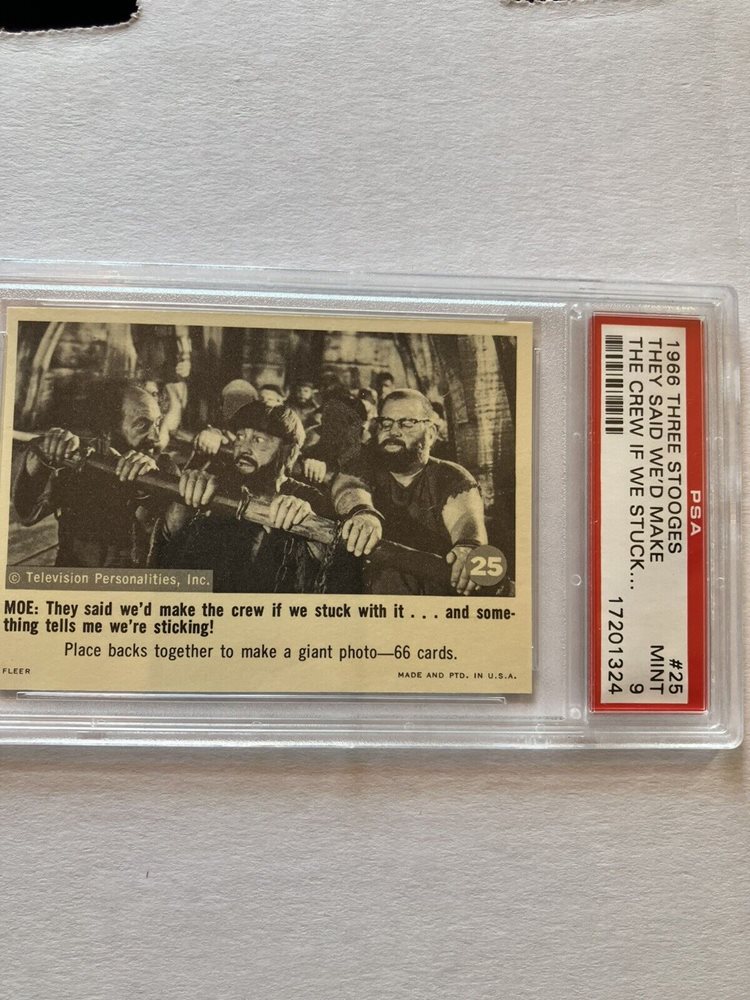 © Television Personalities, Inc.
25
MOE: They said we'd make the crew if we stuck with it . . . and some-
thing tells me we're sticking!
Place backs together to make a giant photo—66 cards.
FLEER
MADE AND PTD. IN U.S.A.
PSA
1966 THREE STOOGES #25
THEY SAID WE'D MAKE MINT
THE CREW IF WE STUCK... 9
17201324